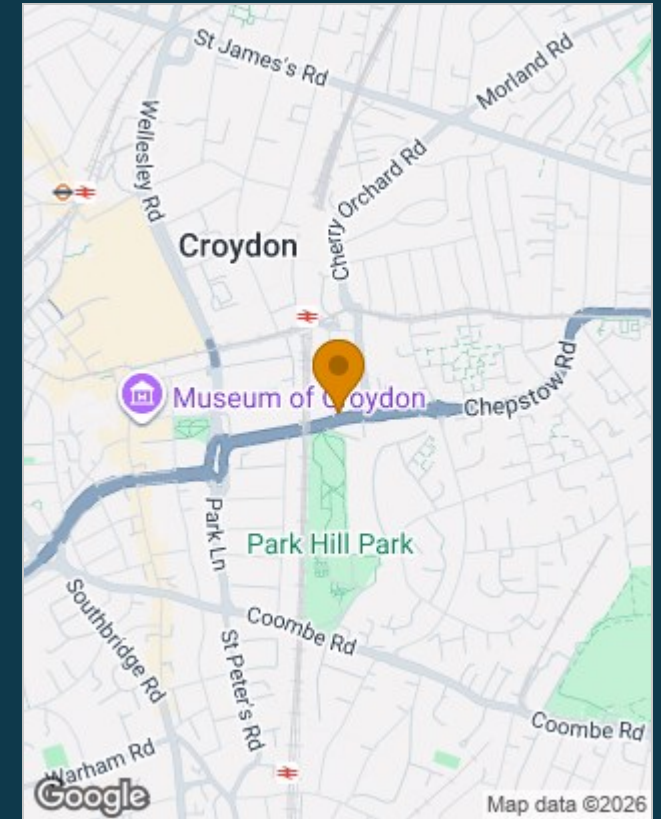 St James's Rd
Morland Rd
Wellesley Rd
Cherry Orchard Rd
Croydon
Museum of Croydon
Chepstow Rd
Park Ln
Park Hill Park
Southbridge Rd
Coombe Rd
St Peter's Rd
Coombe Rd
Warham Rd
Google
Map data ©2026